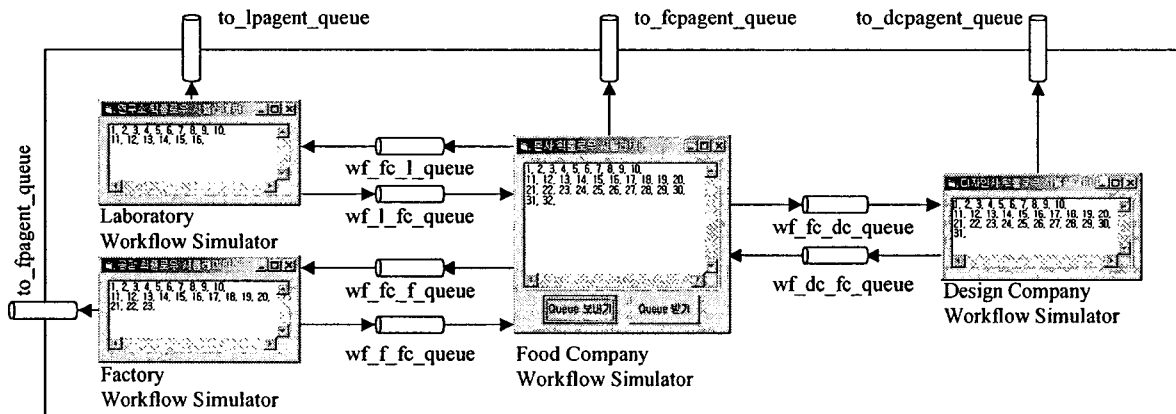 to_lpagent_queue
to_fcpagent_queue
to_dcpagent_queue
to_fpagent_queue
1, 2, 3, 4, 5, 6, 7, 8, 9, 10,
11, 12, 13, 14, 15, 16,
Laboratory
Workflow Simulator
wf_fc_l_queue
wf_l_fc_queue
1, 2, 3, 4, 5, 6, 7, 8, 9, 10,
11, 12, 13, 14, 15, 16, 17, 18, 19, 20,
21, 22, 23, 24, 25, 26, 27, 28, 29, 30,
31, 32,
Queue 보내기
Queue 받기
Food Company
Workflow Simulator
wf_fc_dc_queue
wf_dc_fc_queue
1, 2, 3, 4, 5, 6, 7, 8, 9, 10,
11, 12, 13, 14, 15, 16, 17, 18, 19, 20,
21, 22, 23, 24, 25, 26, 27, 28, 29, 30,
31,
Design Company
Workflow Simulator
1, 2, 3, 4, 5, 6, 7, 8, 9, 10,
11, 12, 13, 14, 15, 16, 17, 18, 19, 20,
21, 22, 23,
Factory
Workflow Simulator
wf_fc_f_queue
wf_f_fc_queue